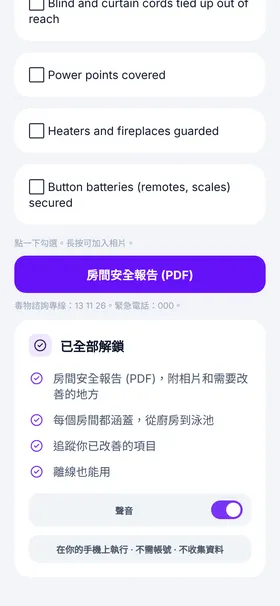 Blind and curtain cords tied up out of
reach
Power points covered
Heaters and fireplaces guarded
Button batteries (remotes, scales)
secured
點一下勾選。長按可加入相片。
房間安全報告 (PDF)
毒物諮詢專線：13 11 26。緊急電話：000。
已全部解鎖
房間安全報告 (PDF)，附相片和需要改
善的地方
每個房間都涵蓋，從廚房到泳池
追蹤你已改善的項目
離線也能用
聲音
在你的手機上執行 · 不需帳號 · 不收集資料